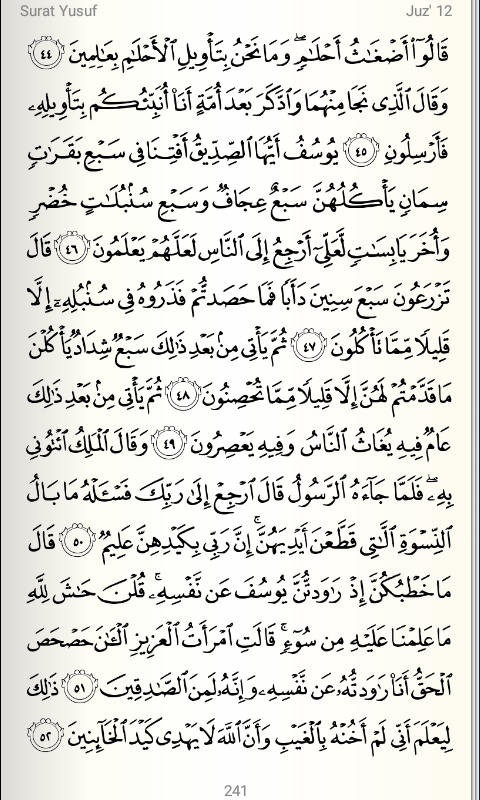 Surat Yusuf Juz' 12
قَالُوٓا۟ أَضْغَـٰثُ أَحْلَـٰمٍۢ ۖ وَمَا نَحْنُ بِتَأْوِيلِ ٱلْأَحْلَـٰمِ بِعَـٰلِمِينَ ٤٤
وَقَالَ ٱلَّذِى نَجَا مِنْهُمَا وَٱدَّكَرَ بَعْدَ أُمَّةٍ أَنَا۠ أُنَبِّئُكُم بِتَأْوِيلِهِۦ
فَأَرْسِلُونِ ٤٥ يُوسُفُ أَيُّهَا ٱلصِّدِّيقُ أَفْتِنَا فِى سَبْعِ بَقَرَٰتٍۢ
سِمَانٍۢ يَأْكُلُهُنَّ سَبْعٌ عِجَافٌۭ وَسَبْعِ سُنۢبُلَـٰتٍ خُضْرٍۢ
وَأُخَرَ يَابِسَـٰتٍۢ لَّعَلِّىٓ أَرْجِعُ إِلَى ٱلنَّاسِ لَعَلَّهُمْ يَعْلَمُونَ ٤٦ قَالَ
تَزْرَعُونَ سَبْعَ سِنِينَ دَأَبًۭا فَمَا حَصَدتُّمْ فَذَرُوهُ فِى سُنۢبُلِهِۦٓ إِلَّا
قَلِيلًۭا مِّمَّا تَأْكُلُونَ ٤٧ ثُمَّ يَأْتِى مِنۢ بَعْدِ ذَٰلِكَ سَبْعٌۭ شِدَادٌۭ يَأْكُلْنَ
مَا قَدَّمْتُمْ لَهُنَّ إِلَّا قَلِيلًۭا مِّمَّا تُحْصِنُونَ ٤٨ ثُمَّ يَأْتِى مِنۢ بَعْدِ ذَٰلِكَ
عَامٌۭ فِيهِ يُغَاثُ ٱلنَّاسُ وَفِيهِ يَعْصِرُونَ ٤٩ وَقَالَ ٱلْمَلِكُ ٱئْتُونِى
بِهِۦ ۖ فَلَمَّا جَآءَهُ ٱلرَّسُولُ قَالَ ٱرْجِعْ إِلَىٰ رَبِّكَ فَسْـَٔلْهُ مَا بَالُ
ٱلنِّسْوَةِ ٱلَّـٰتِى قَطَّعْنَ أَيْدِيَهُنَّ ۚ إِنَّ رَبِّى بِكَيْدِهِنَّ عَلِيمٌۭ ٥٠ قَالَ
مَا خَطْبُكُنَّ إِذْ رَٰوَدتُّنَّ يُوسُفَ عَن نَّفْسِهِۦ ۚ قُلْنَ حَـٰشَ لِلَّهِ
مَا عَلِمْنَا عَلَيْهِ مِن سُوٓءٍۢ ۚ قَالَتِ ٱمْرَأَتُ ٱلْعَزِيزِ ٱلْـَٔـٰنَ حَصْحَصَ
ٱلْحَقُّ أَنَا۠ رَٰوَدتُّهُۥ عَن نَّفْسِهِۦ وَإِنَّهُۥ لَمِنَ ٱلصَّـٰدِقِينَ ٥١ ذَٰلِكَ
لِيَعْلَمَ أَنِّى لَمْ أَخُنْهُ بِٱلْغَيْبِ وَأَنَّ ٱللَّهَ لَا يَهْدِى كَيْدَ ٱلْخَآئِنِينَ ٥٢
241